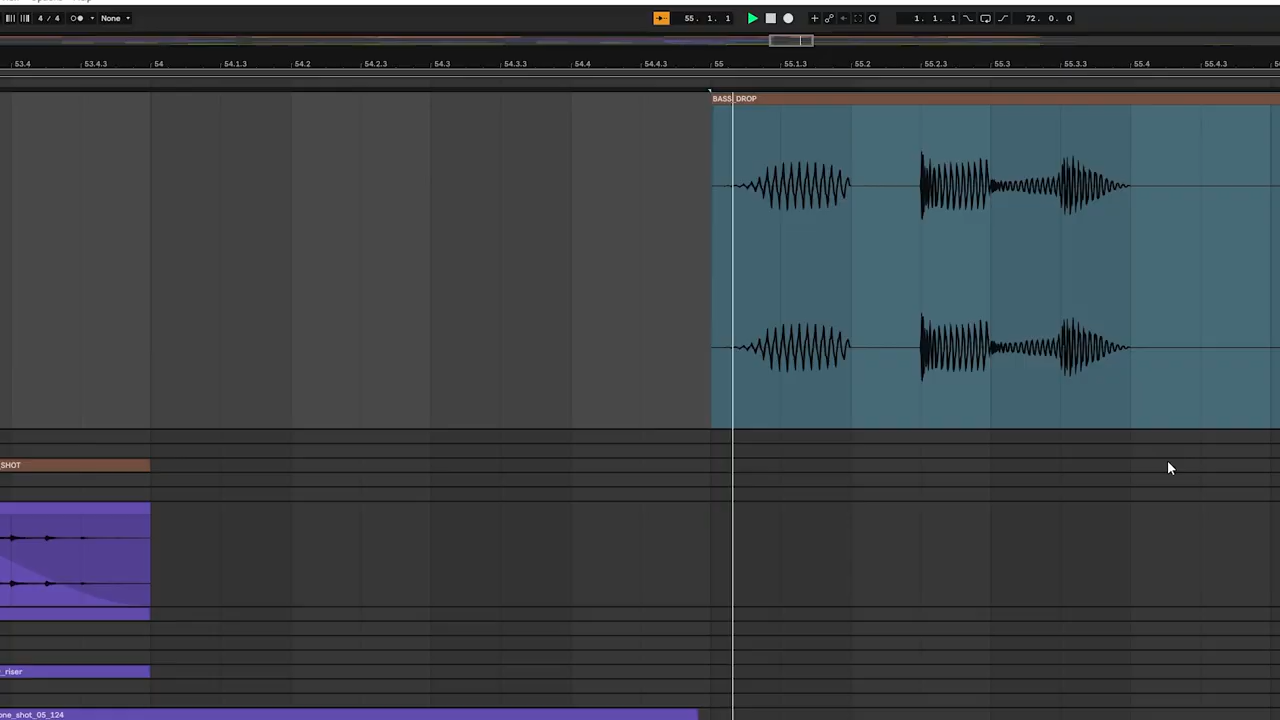 4 / 4 None 55. 1. 1 1. 1. 1 72. 0. 0
53.4 53.4.3 54 54.1.3 54.2 54.2.3 54.3 54.3.3 54.4 54.4.3 55 55.1.3 55.2 55.2.3 55.3 55.3.3 55.4 55.4.3
BASS_DROP
SHOT
_riser
one_shot_05_124